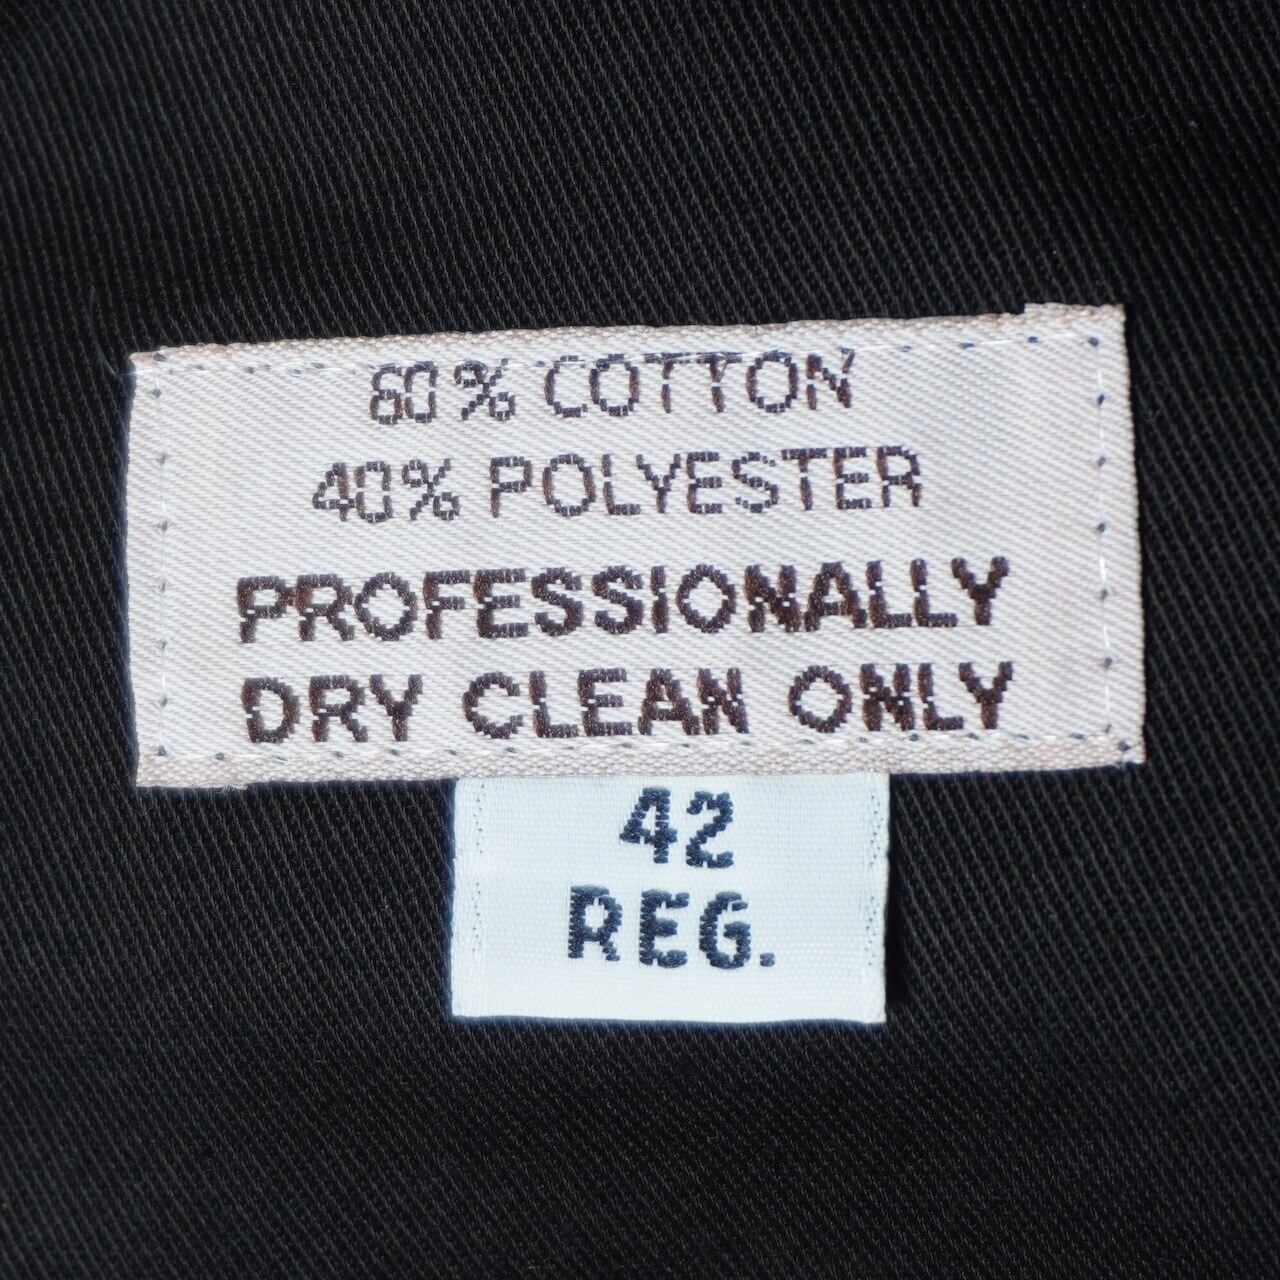 60% COTTON
40% POLYESTER
PROFESSIONALLY
DRY CLEAN ONLY
42
REG.